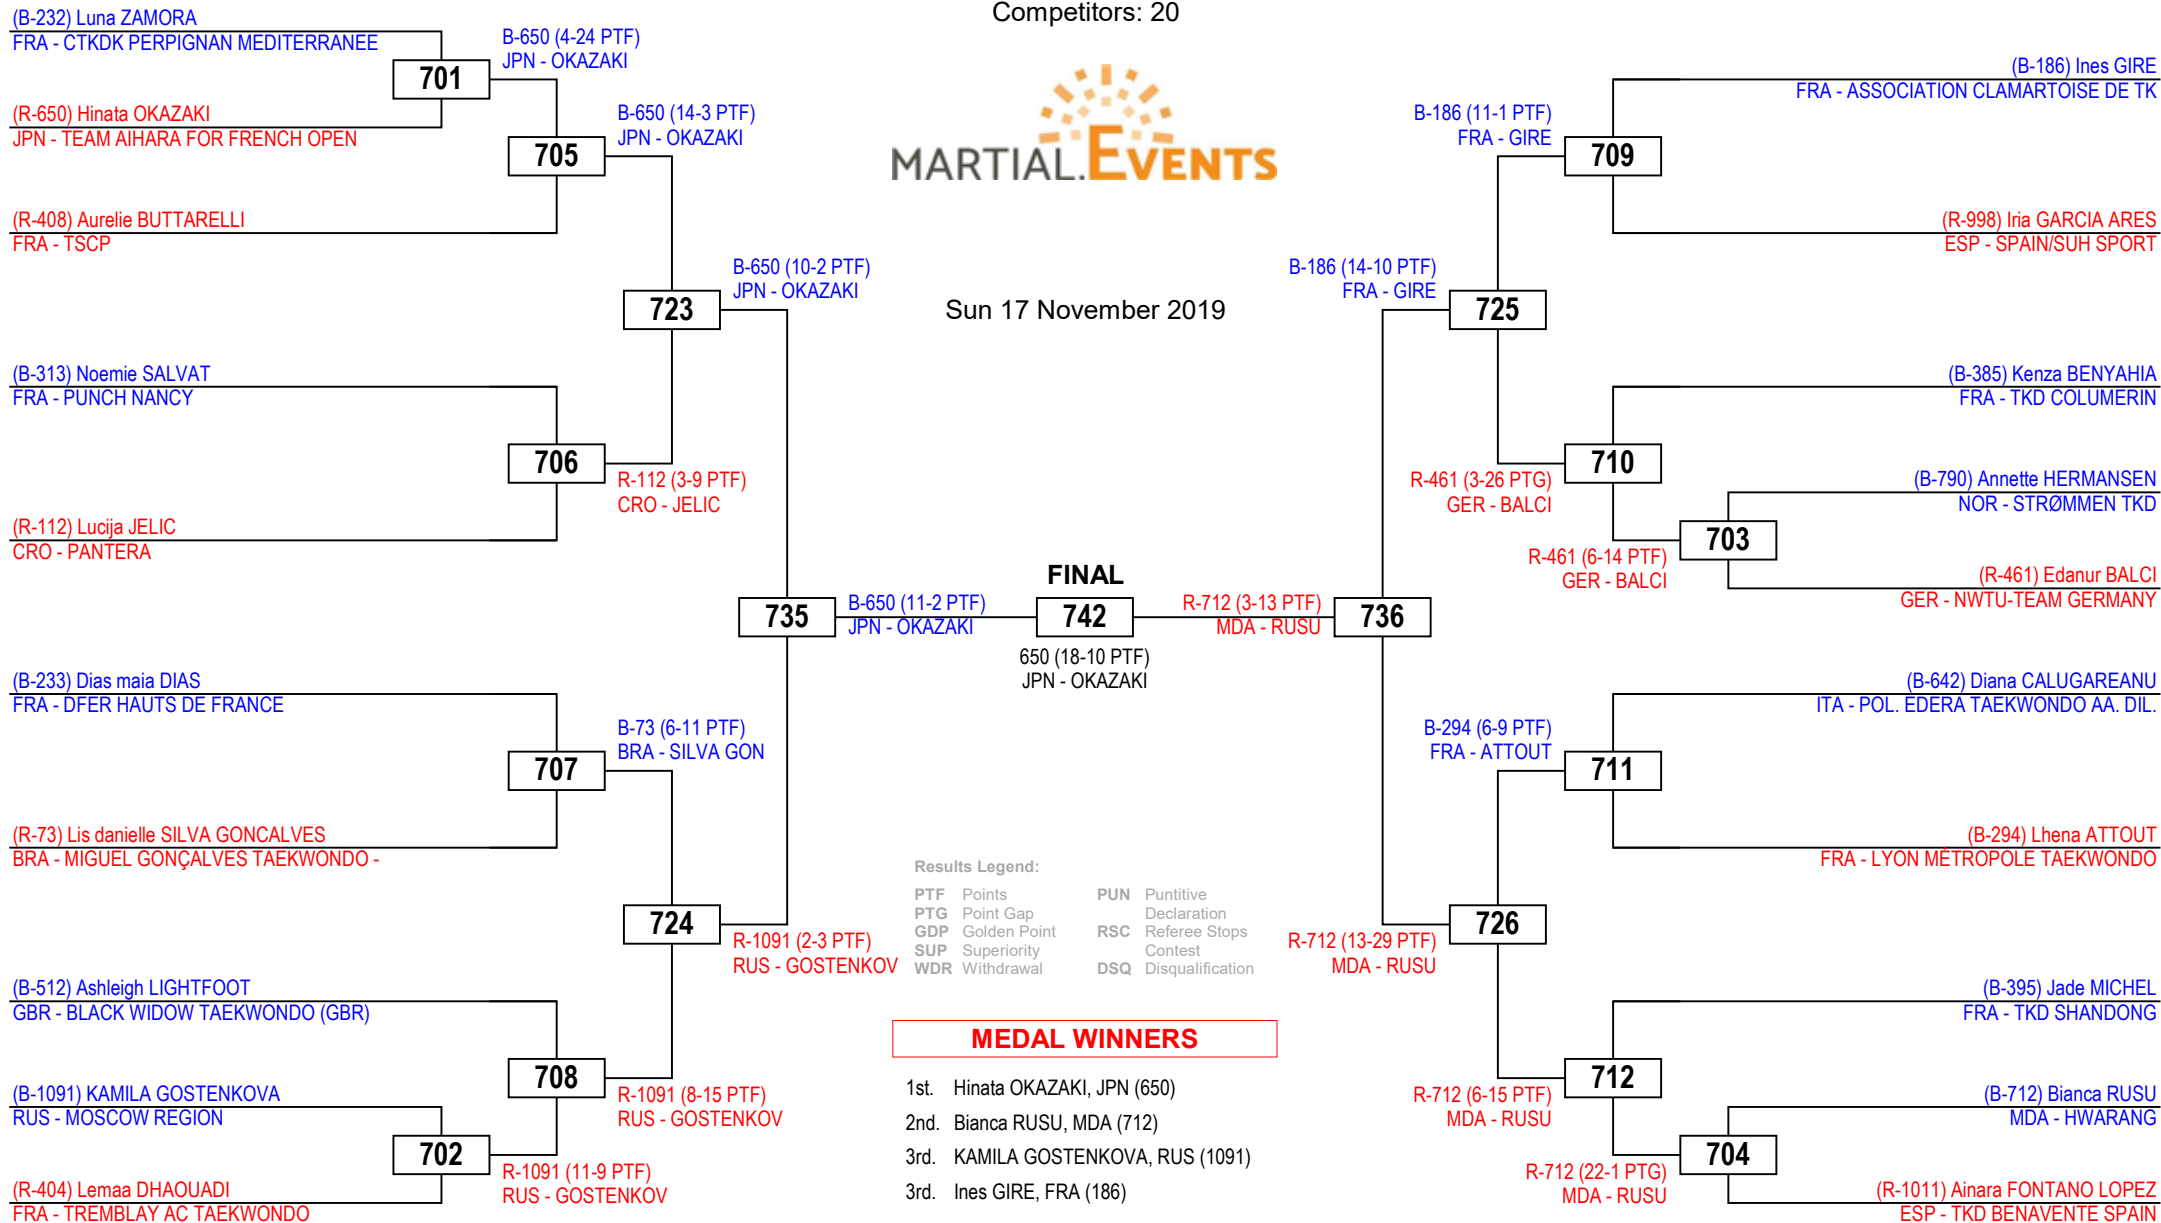 Competitors: 20
MARTIAL.EVENTS
Sun 17 November 2019
(B-232) Luna ZAMORA
FRA - CTKDK PERPIGNAN MEDITERRANEE
701
(R-650) Hinata OKAZAKI
JPN - TEAM AIHARA FOR FRENCH OPEN
B-650 (4-24 PTF)
JPN - OKAZAKI
705
(R-408) Aurelie BUTTARELLI
FRA - TSCP
B-650 (14-3 PTF)
JPN - OKAZAKI
723
(B-313) Noemie SALVAT
FRA - PUNCH NANCY
706
(R-112) Lucija JELIC
CRO - PANTERA
R-112 (3-9 PTF)
CRO - JELIC
B-650 (10-2 PTF)
JPN - OKAZAKI
735
(B-233) Dias maia DIAS
FRA - DFER HAUTS DE FRANCE
707
(R-73) Lis danielle SILVA GONCALVES
BRA - MIGUEL GONÇALVES TAEKWONDO -
B-73 (6-11 PTF)
BRA - SILVA GON
724
(B-512) Ashleigh LIGHTFOOT
GBR - BLACK WIDOW TAEKWONDO (GBR)
708
(B-1091) KAMILA GOSTENKOVA
RUS - MOSCOW REGION
702
(R-404) Lemaa DHAOUADI
FRA - TREMBLAY AC TAEKWONDO
R-1091 (11-9 PTF)
RUS - GOSTENKOV
R-1091 (8-15 PTF)
RUS - GOSTENKOV
R-1091 (2-3 PTF)
RUS - GOSTENKOV
B-650 (11-2 PTF)
JPN - OKAZAKI
FINAL
742
650 (18-10 PTF)
JPN - OKAZAKI
R-712 (3-13 PTF)
MDA - RUSU
736
(B-186) Ines GIRE
FRA - ASSOCIATION CLAMARTOISE DE TK
709
(R-998) Iria GARCIA ARES
ESP - SPAIN/SUH SPORT
B-186 (11-1 PTF)
FRA - GIRE
725
B-186 (14-10 PTF)
FRA - GIRE
(B-385) Kenza BENYAHIA
FRA - TKD COLUMERIN
710
R-461 (3-26 PTG)
GER - BALCI
(B-790) Annette HERMANSEN
NOR - STRØMMEN TKD
703
(R-461) Edanur BALCI
GER - NWTU-TEAM GERMANY
R-461 (6-14 PTF)
GER - BALCI
(B-642) Diana CALUGAREANU
ITA - POL. EDERA TAEKWONDO AA. DIL.
711
(B-294) Lhena ATTOUT
FRA - LYON MÉTROPOLE TAEKWONDO
B-294 (6-9 PTF)
FRA - ATTOUT
726
R-712 (13-29 PTF)
MDA - RUSU
(B-395) Jade MICHEL
FRA - TKD SHANDONG
712
R-712 (6-15 PTF)
MDA - RUSU
(B-712) Bianca RUSU
MDA - HWARANG
704
(R-1011) Ainara FONTANO LOPEZ
ESP - TKD BENAVENTE SPAIN
R-712 (22-1 PTG)
MDA - RUSU
Results Legend:
PTF Points
PTG Point Gap
GDP Golden Point
SUP Superiority
WDR Withdrawal
PUN Puntitive
Declaration
RSC Referee Stops
Contest
DSQ Disqualification
MEDAL WINNERS
1st. Hinata OKAZAKI, JPN (650)
2nd. Bianca RUSU, MDA (712)
3rd. KAMILA GOSTENKOVA, RUS (1091)
3rd. Ines GIRE, FRA (186)